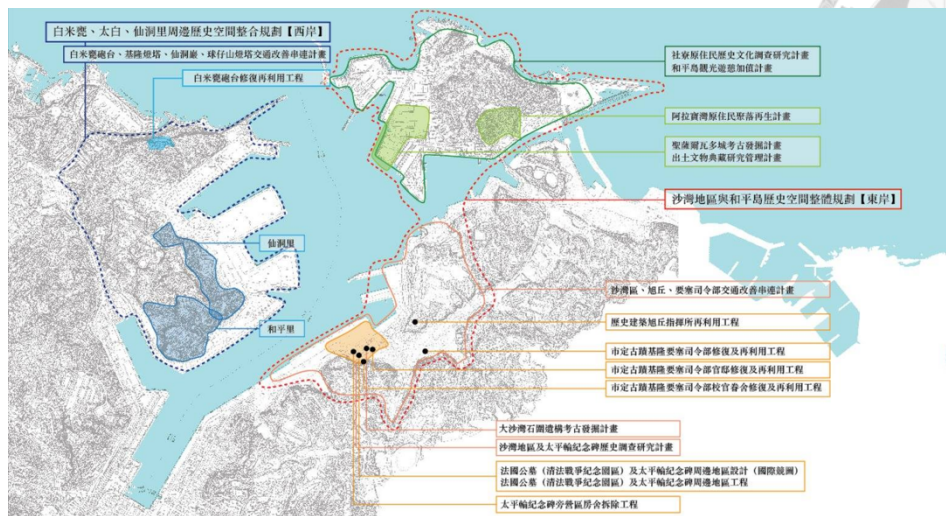 白米甕、太白、仙洞里周邊歷史空間整合規劃【西岸】
白米甕砲台、基隆燈塔、仙洞巖、球仔山燈塔交通改善串連計畫
白米甕砲台修復再利用工程
仙洞里
和平里
社寮原住民歷史文化調查研究計畫
和平島觀光遊憩加值計畫
阿拉寶灣原住民聚落再生計畫
聖薩爾瓦多城考古發掘計畫
出土文物典藏研究管理計畫
沙灣地區與和平島歷史空間整體規劃【東岸】
沙灣區、旭丘、要塞司令部交通改善串連計畫
歷史建築旭丘指揮所再利用工程
市定古蹟基隆要塞司令部修復及再利用工程
市定古蹟基隆要塞司令部官邸修復及再利用工程
市定古蹟基隆要塞司令部校官眷舍修復及再利用工程
大沙灣石圍遺構考古發掘計畫
沙灣地區及太平輪紀念碑歷史調查研究計畫
法國公墓（清法戰爭紀念園區）及太平輪紀念碑周邊地區設計（國際競圖）
法國公墓（清法戰爭紀念園區）及太平輪紀念碑周邊地區工程
太平輪紀念碑旁營區房舍拆除工程